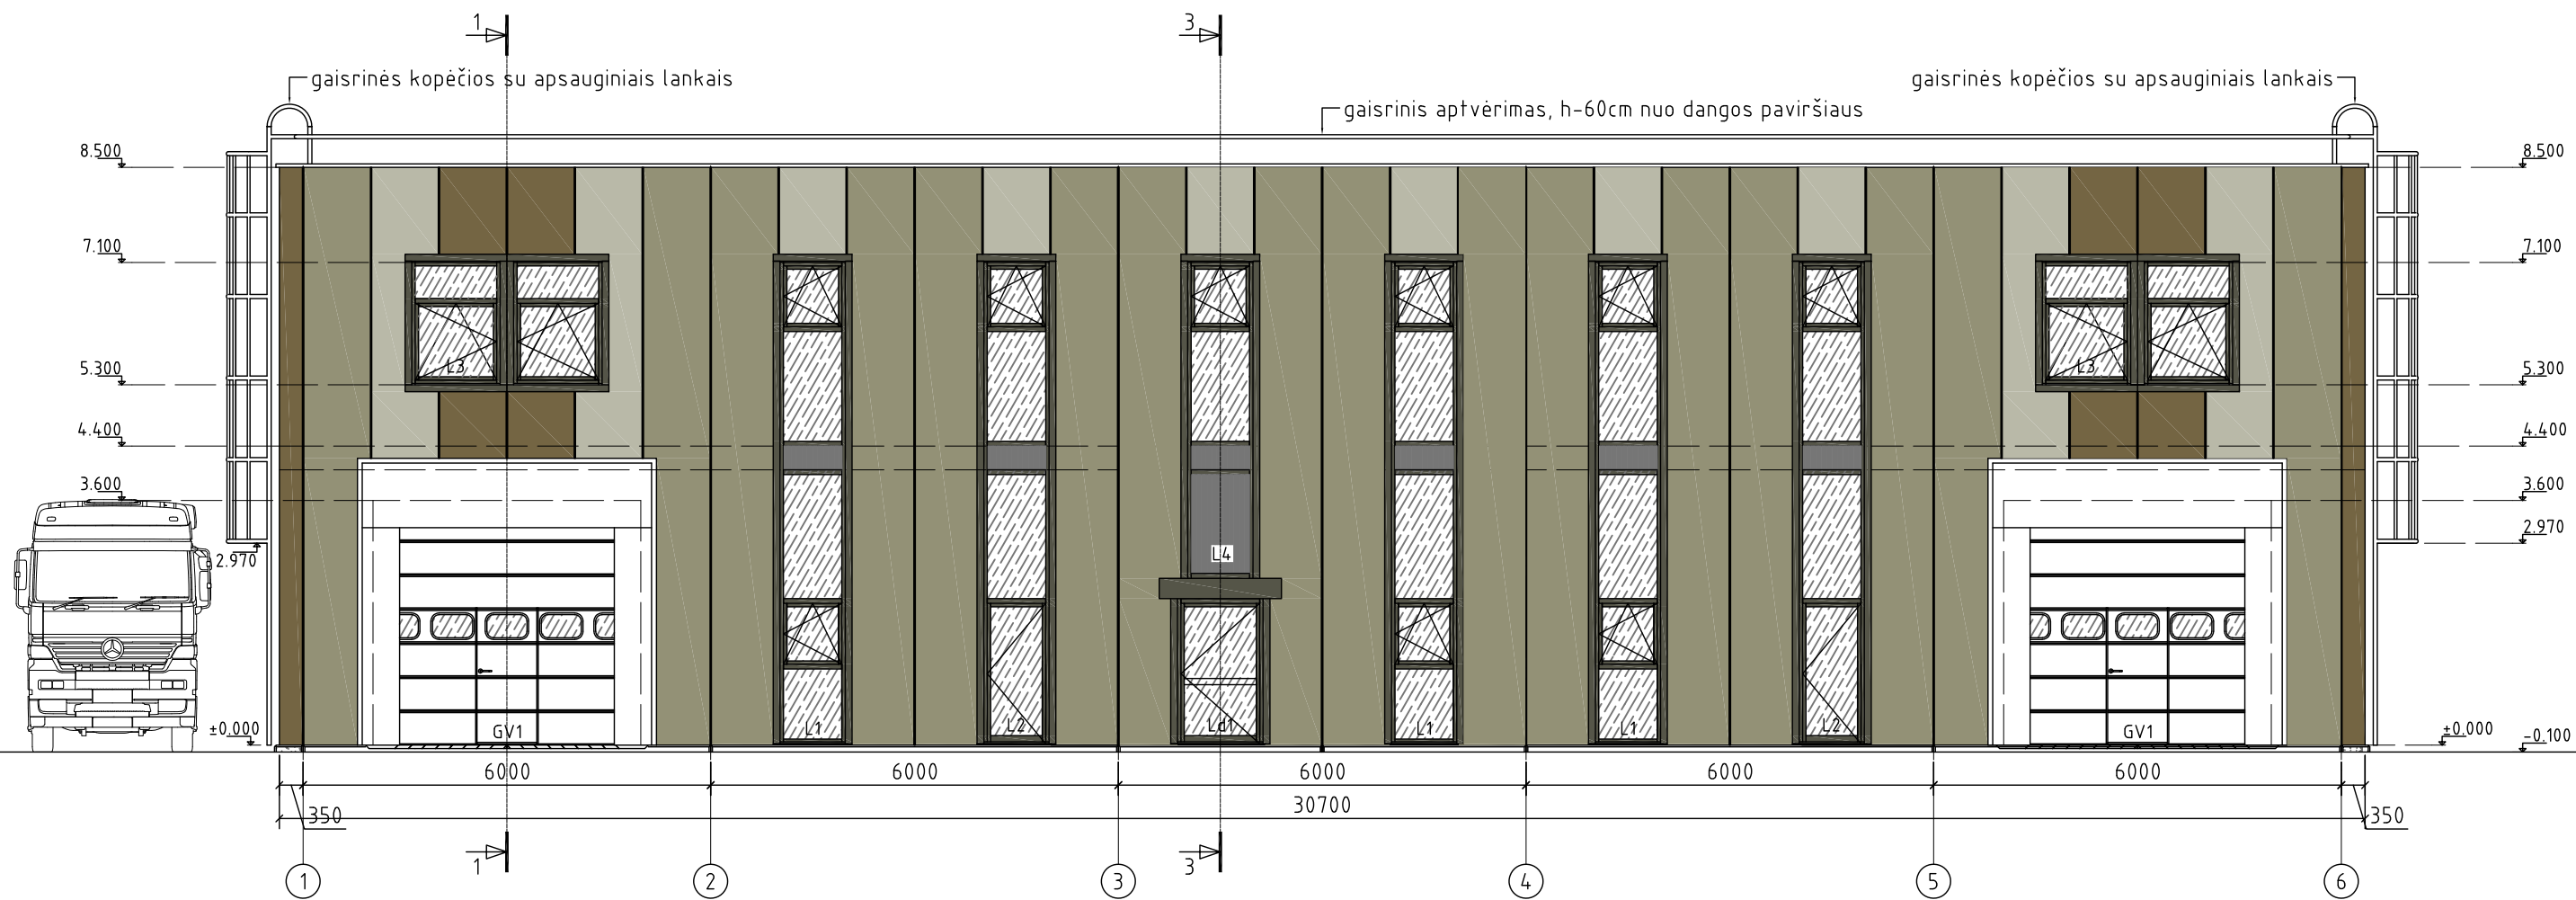 1
3
gaisrinės kopėčios su apsauginiais lankais
gaisrinės kopėčios su apsauginiais lankais
gaisrinis aptvėrimas, h-60cm nuo dangos paviršiaus
8.500
8.500
7.100
7.100
5.300
L3
L3
5.300
4.400
4.400
3.600
3.600
2.970
L4
2.970
±0.000
GV1
L1
L2
Ld1
L1
L1
L2
GV1
±0.000
-0.100
6000
6000
6000
6000
6000
30700
350
350
1
3
1
2
3
4
5
6